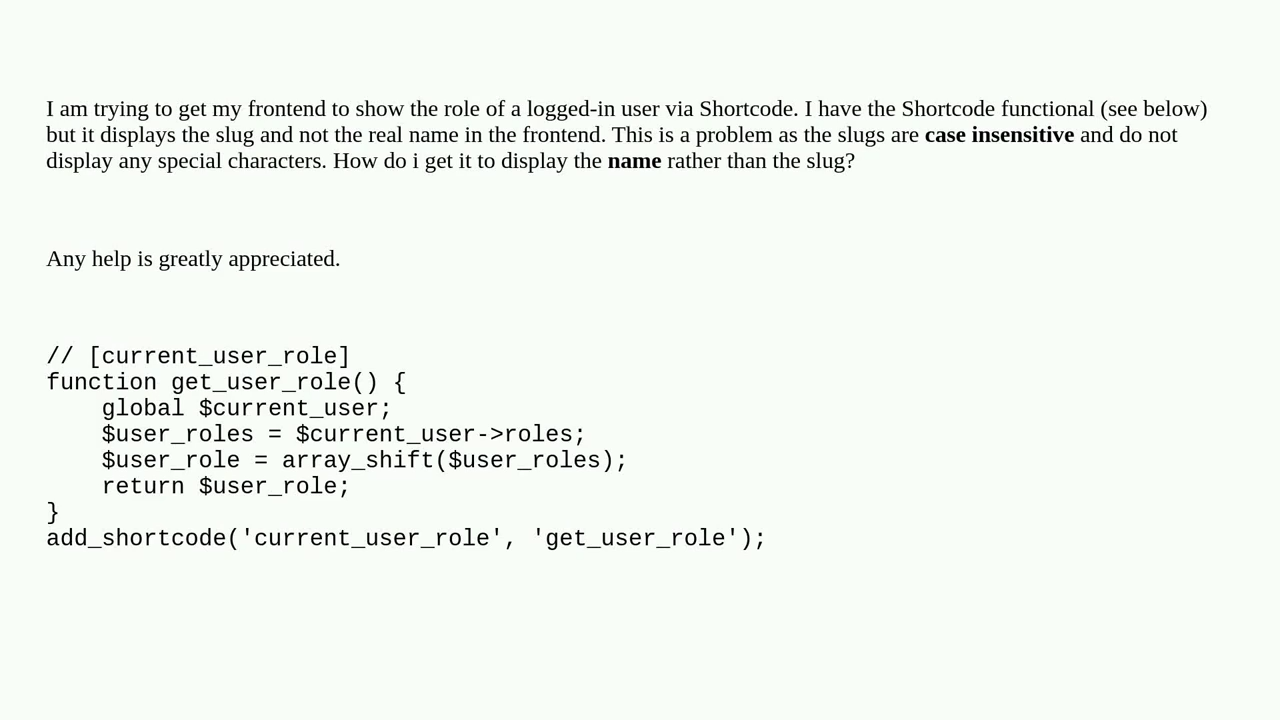 I am trying to get my frontend to show the role of a logged-in user via Shortcode. I have the Shortcode functional (see below)
but it displays the slug and not the real name in the frontend. This is a problem as the slugs are case insensitive and do not
display any special characters. How do i get it to display the name rather than the slug?
Any help is greatly appreciated.
// [current_user_role]
function get_user_role() {
    global $current_user;
    $user_roles = $current_user->roles;
    $user_role = array_shift($user_roles);
    return $user_role;
}
add_shortcode('current_user_role', 'get_user_role');